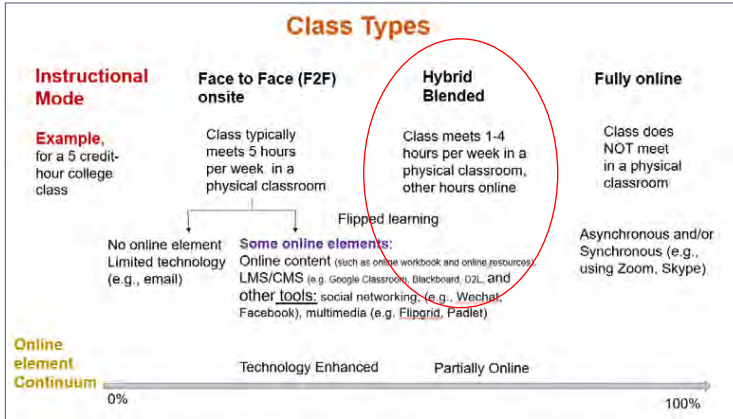 Class Types
Instructional
Mode
Face to Face (F2F)
onsite
Hybrid
Blended
Fully online
Example,
for a 5 credit-
hour college
class
Class typically
meets 5 hours
per week in a
physical classroom
Class meets 1-4
hours per week in a
physical classroom,
other hours online
Class does
NOT meet
in a physical
classroom
Flipped learning
No online element
Limited technology
(e.g., email)
Some online elements:
Online content (such as online workbook and online resources),
LMS/CMS (e.g. Google Classroom, Blackboard, D2L, and
other tools: social networking, (e.g., Wechat,
Facebook), multimedia (e.g. Flipgrid, Padlet)
Asynchronous and/or
Synchronous (e.g.,
using Zoom, Skype)
Online
element
Continuum
Technology Enhanced
Partially Online
0%
100%